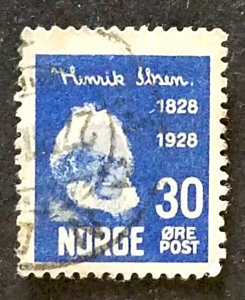 Henrik Ibsen.
1828
1928
30
NORGE ØRE
POST